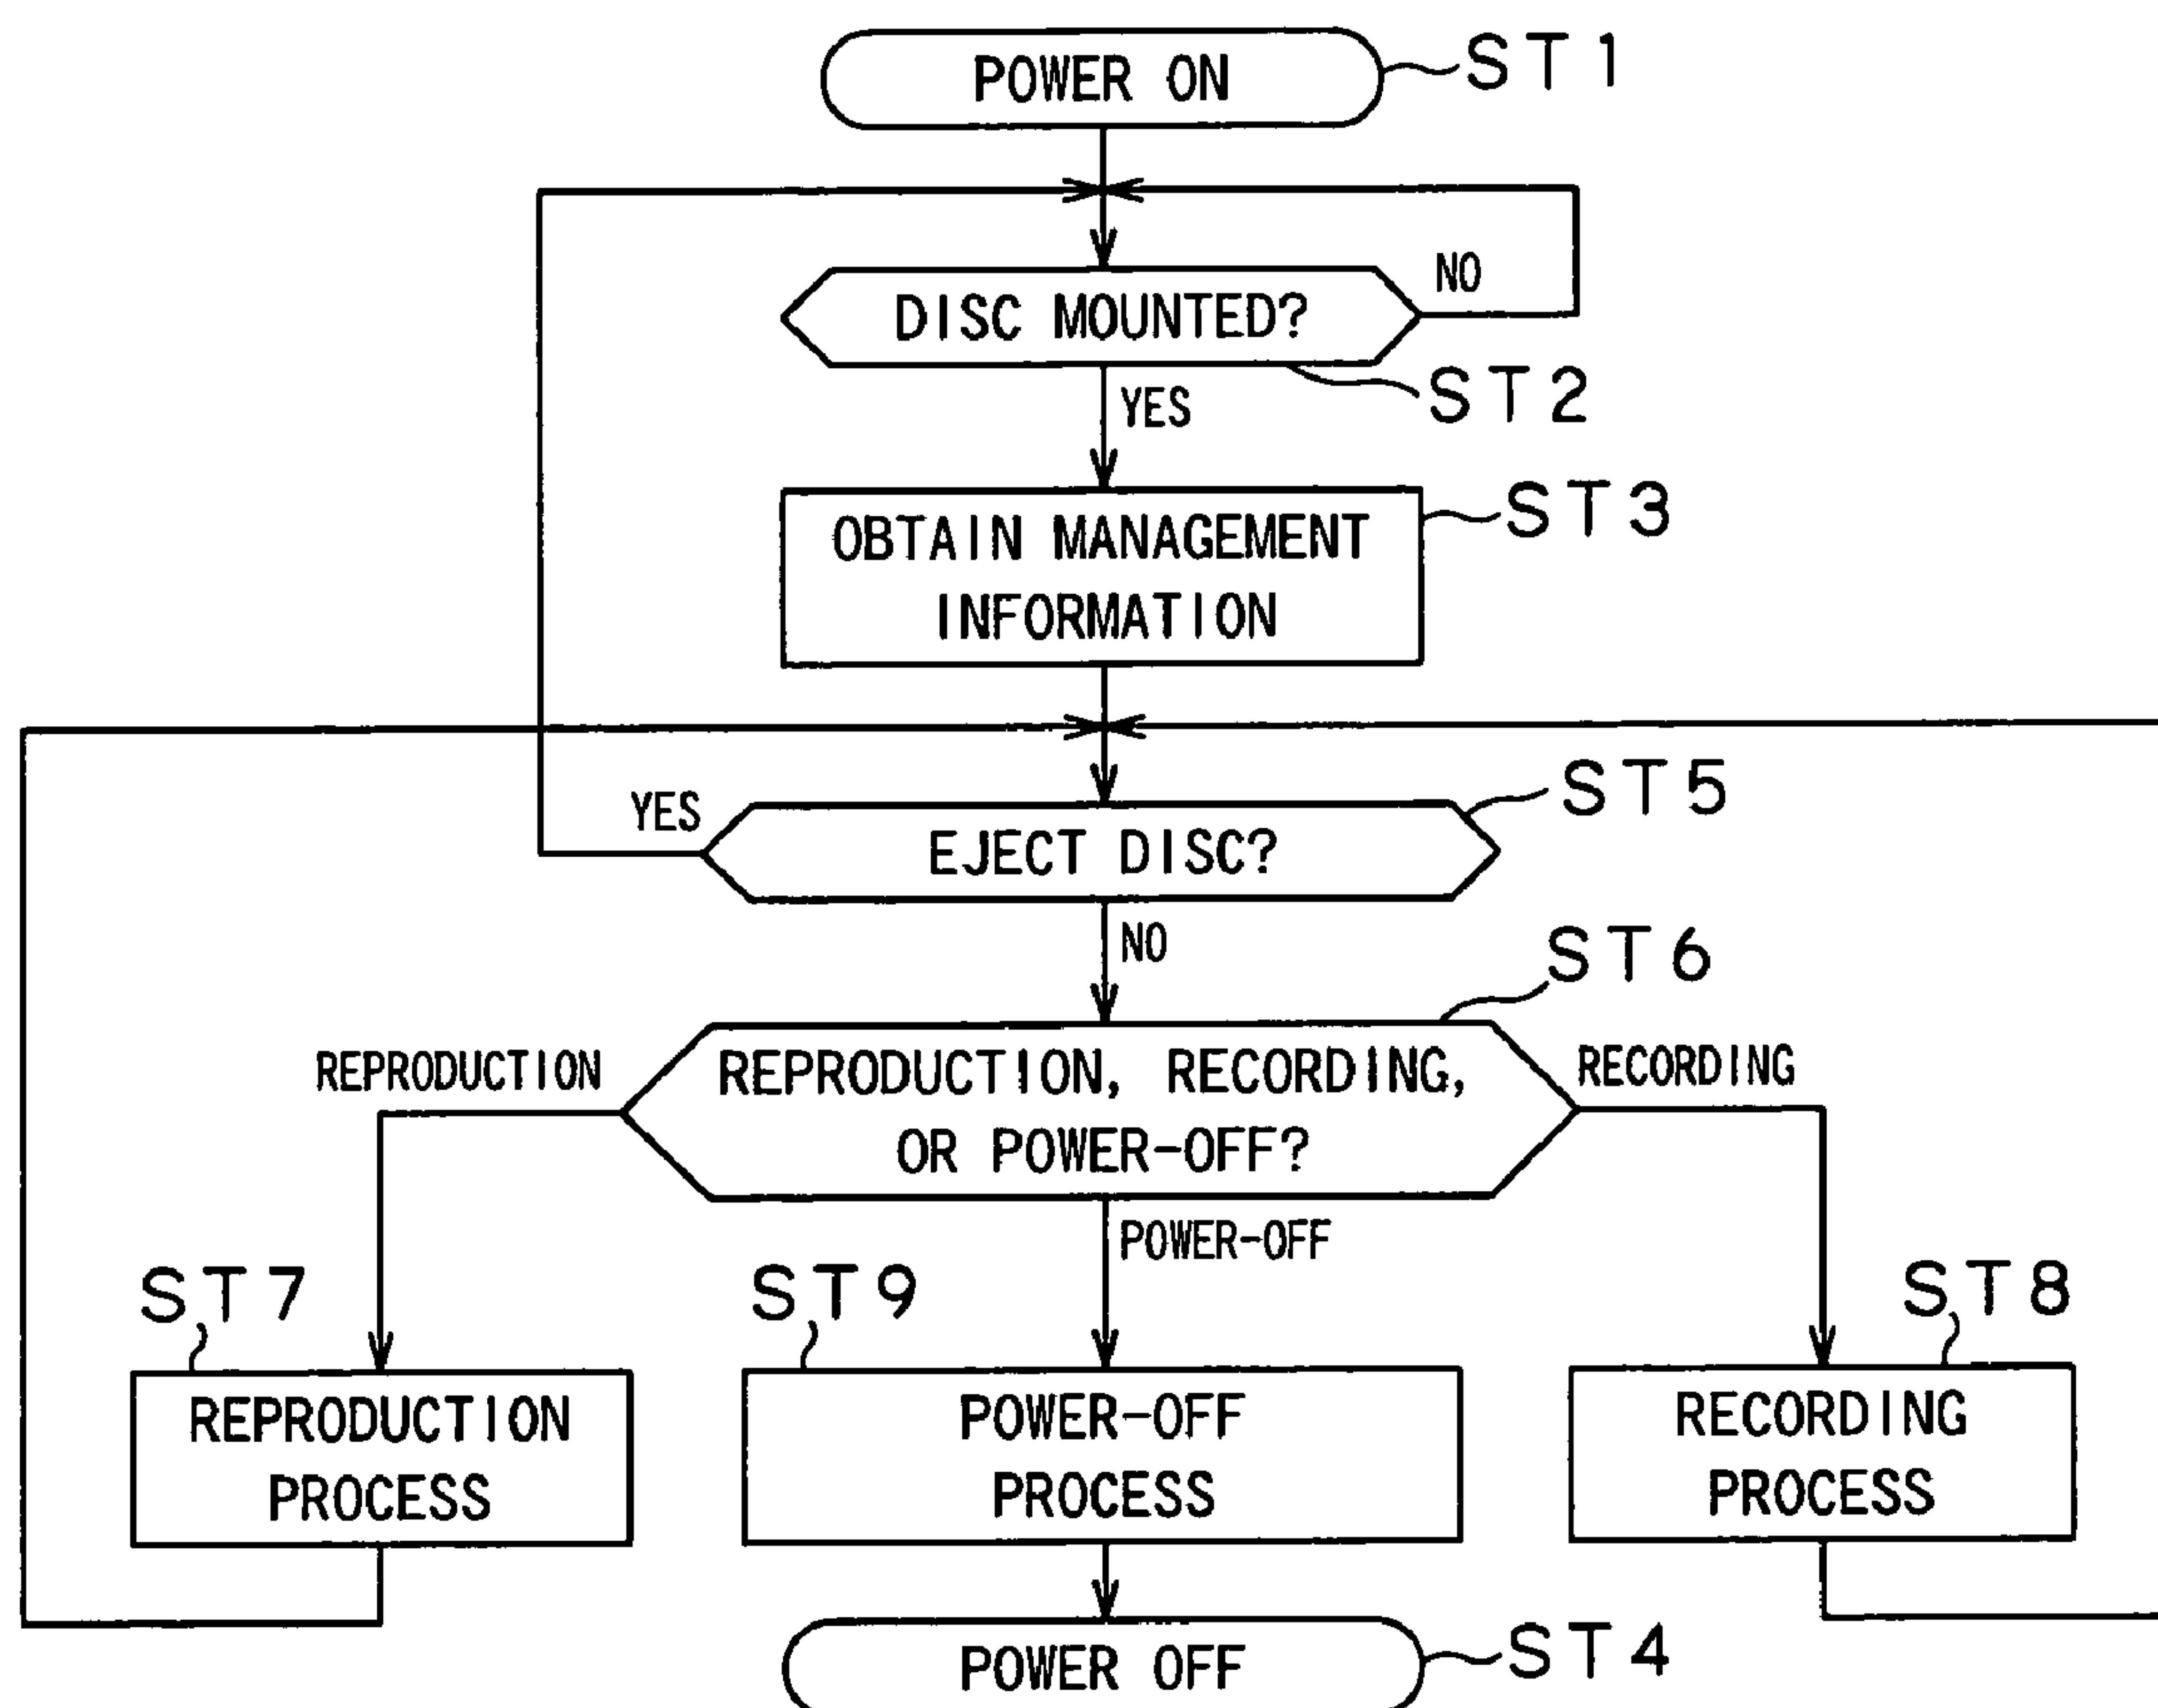 POWER ON
ST1
DISC MOUNTED?
NO
ST2
YES
OBTAIN MANAGEMENT
INFORMATION
ST3
EJECT DISC?
YES
ST5
NO
ST6
REPRODUCTION
REPRODUCTION, RECORDING,
OR POWER-OFF?
RECORDING
POWER-OFF
ST7
ST9
ST8
REPRODUCTION
PROCESS
POWER-OFF
PROCESS
RECORDING
PROCESS
POWER OFF
ST4